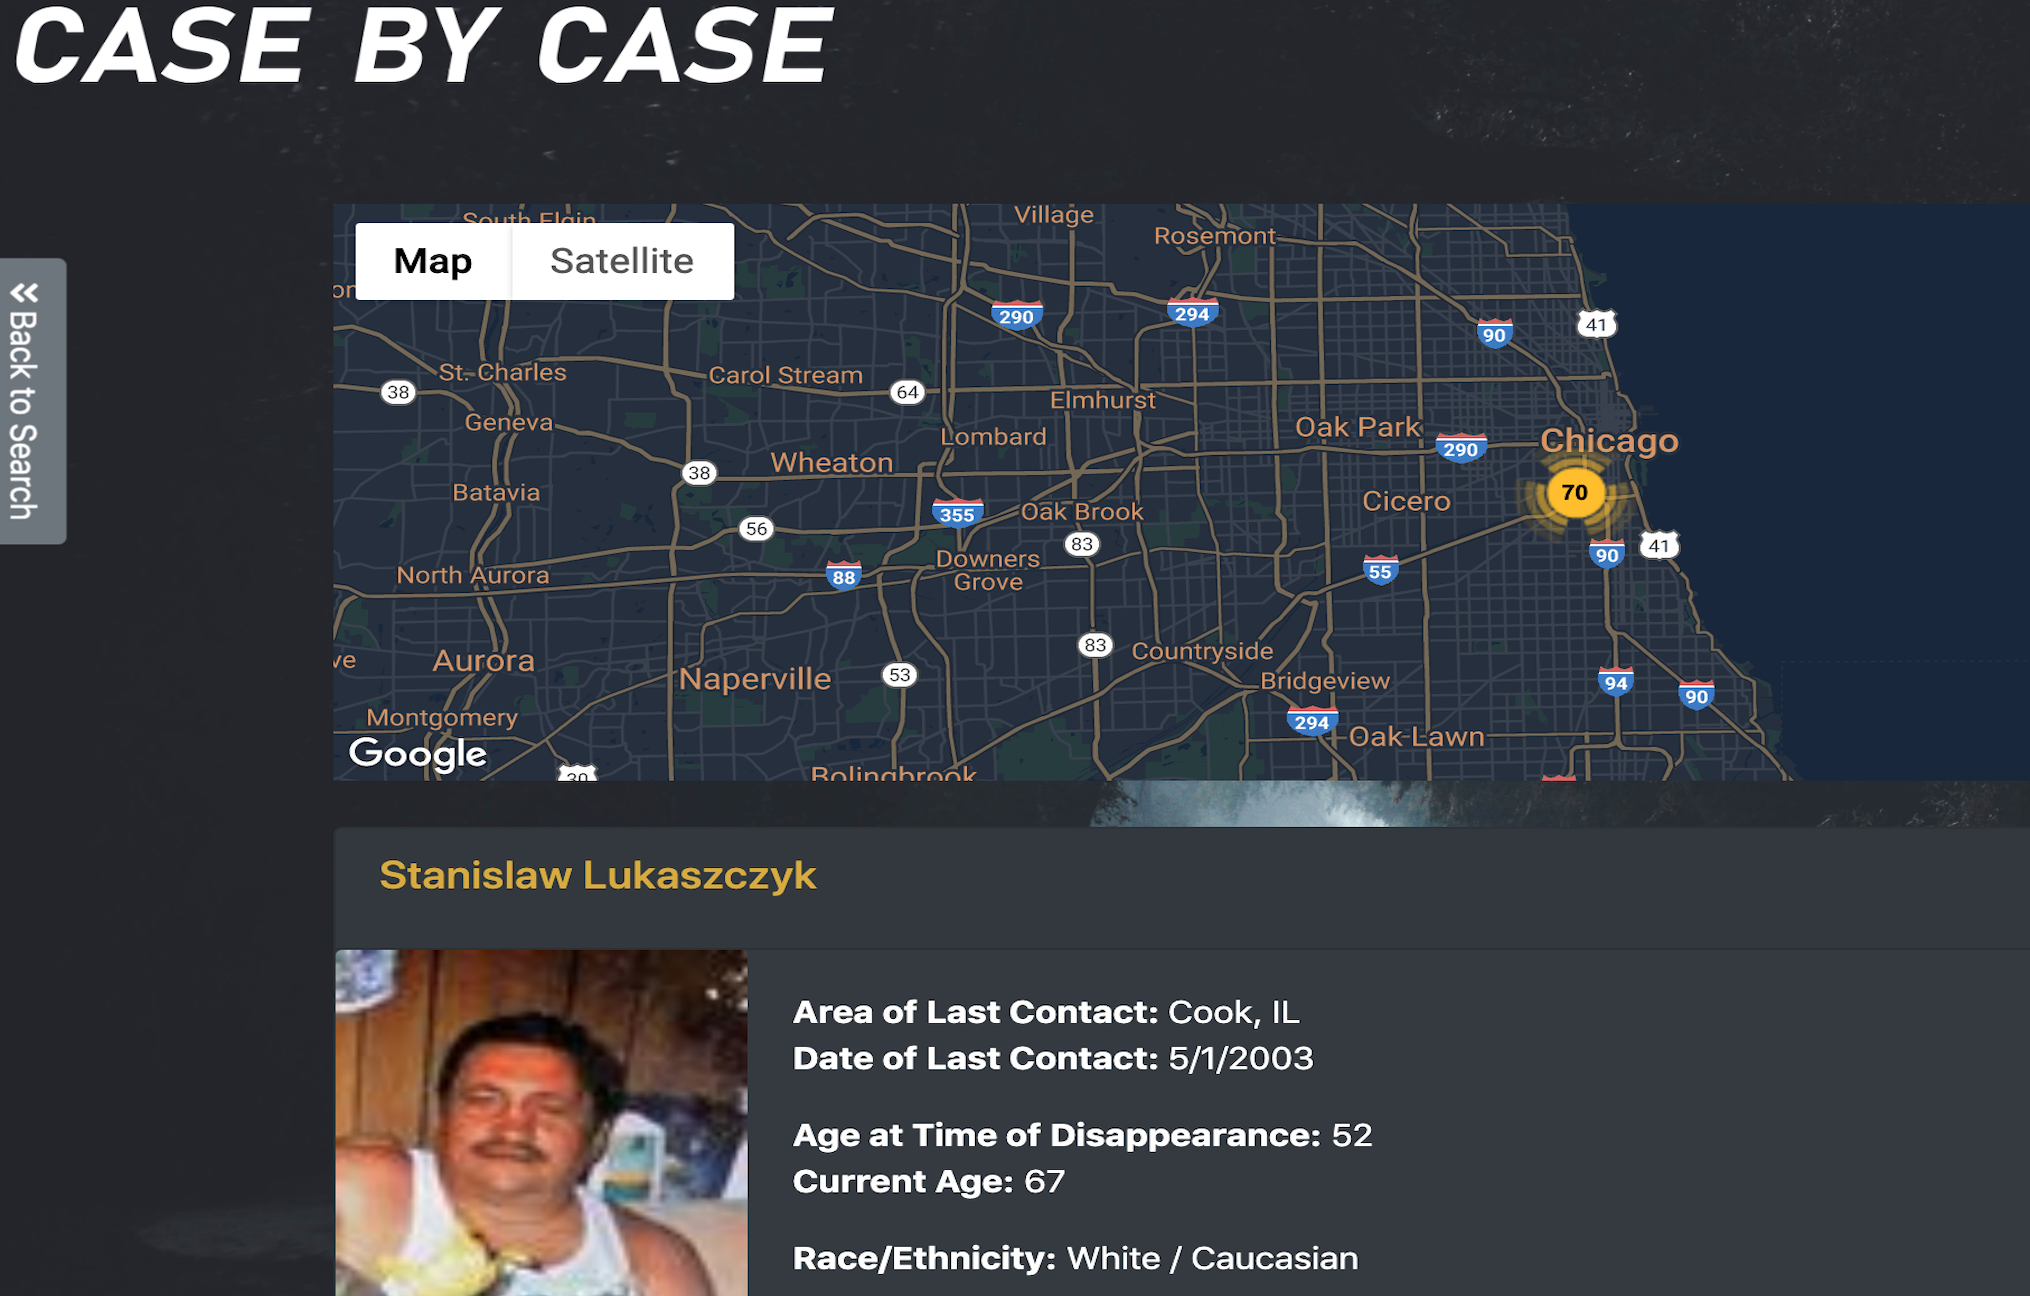 CASE BY CASE
Back to Search
Map
Satellite
South Elgin
Village
Rosemont
on
290
294
90
41
St. Charles
Carol Stream
38
64
Elmhurst
Geneva
Lombard
Oak Park
290
Chicago
Wheaton
38
Batavia
355
Oak Brook
Cicero
70
56
83
41
90
Downers
Grove
North Aurora
88
55
ve
Aurora
83
Countryside
Naperville
53
Bridgeview
94
90
Montgomery
294
Oak Lawn
Google
30
Bolingbrook
Stanislaw Lukaszczyk
Area of Last Contact: Cook, IL
Date of Last Contact: 5/1/2003
Age at Time of Disappearance: 52
Current Age: 67
Race/Ethnicity: White / Caucasian